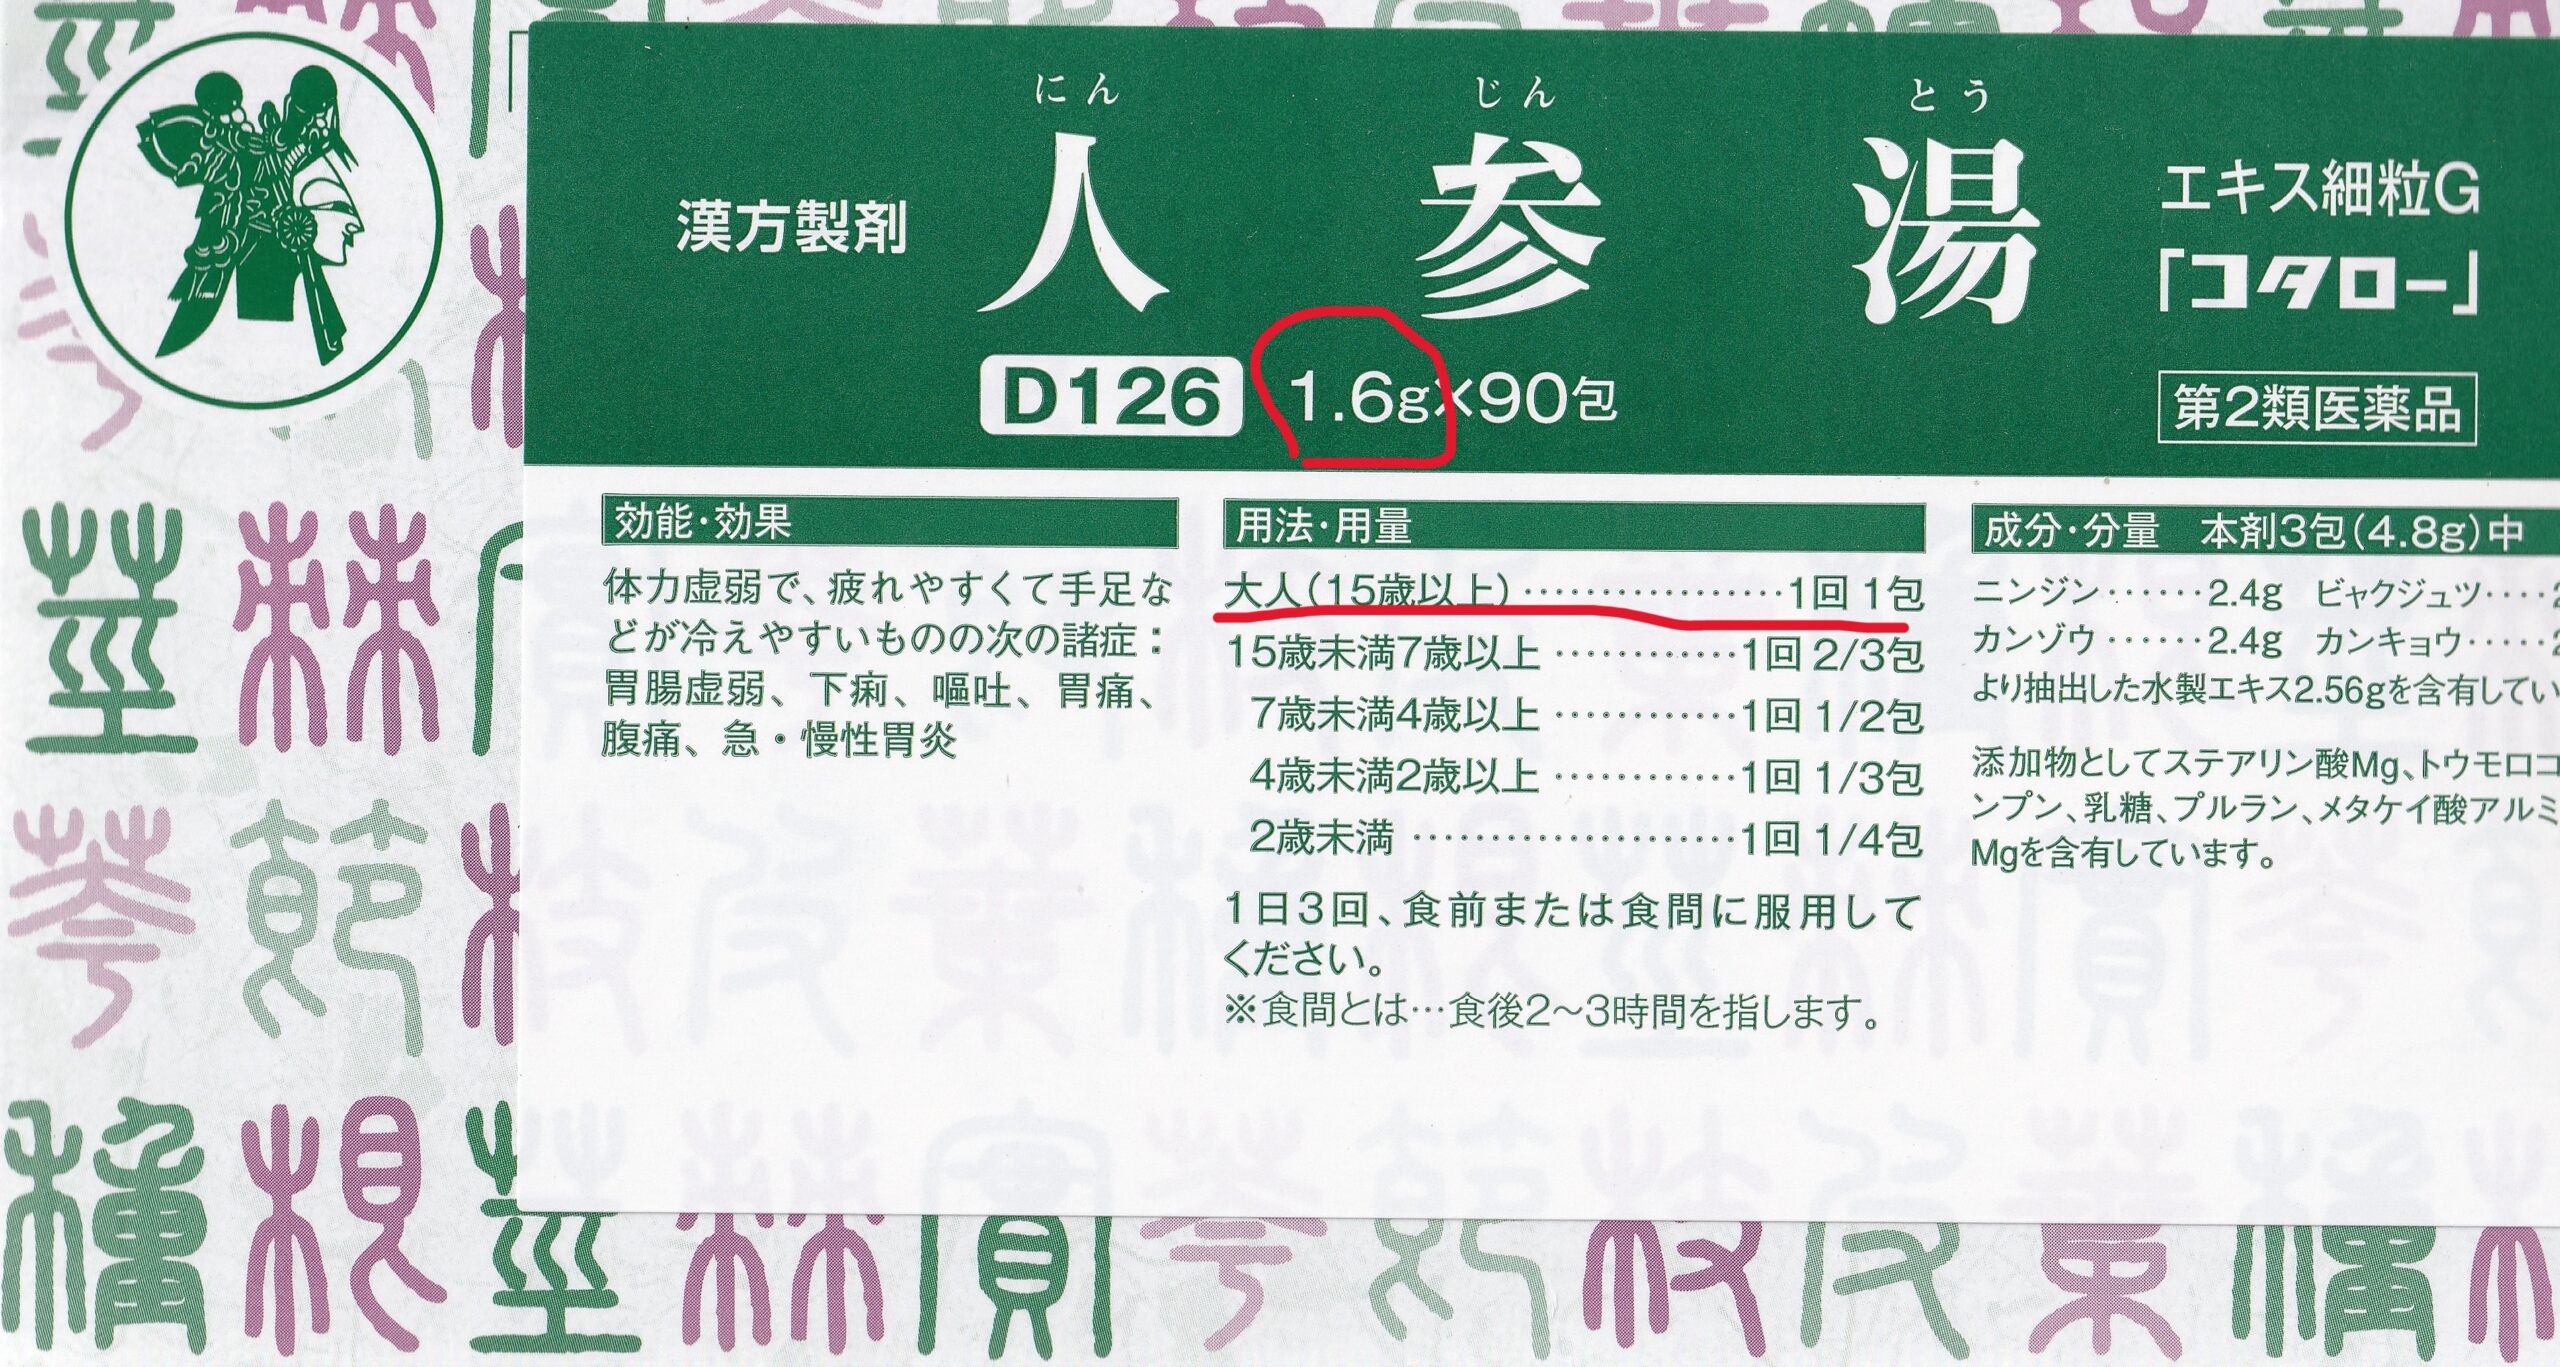 にん じん とう
漢方製剤 人参湯 エキス細粒G
「コタロー」
D126 1.6g×90包
第2類医薬品
効能・効果
体力虚弱で、疲れやすくて手足な
どが冷えやすいものの次の諸症：
胃腸虚弱、下痢、嘔吐、胃痛、
腹痛、急・慢性胃炎
用法・用量
大人（15歳以上）………………1回 1包
15歳未満7歳以上…………1回 2/3包
7歳未満4歳以上…………1回 1/2包
4歳未満2歳以上…………1回 1/3包
2歳未満…………………1回 1/4包
1日3回、食前または食間に服用して
ください。
※食間とは…食後2～3時間を指します。
成分・分量 本剤3包（4.8g）中
ニンジン……2.4g ビャクジュツ‥‥
カンゾウ……2.4g カンキョウ‥‥‥
より抽出した水製エキス2.56gを含有してい
添加物としてステアリン酸Mg、トウモロコ
ンプン、乳糖、プルラン、メタケイ酸アルミ
Mgを含有しています。